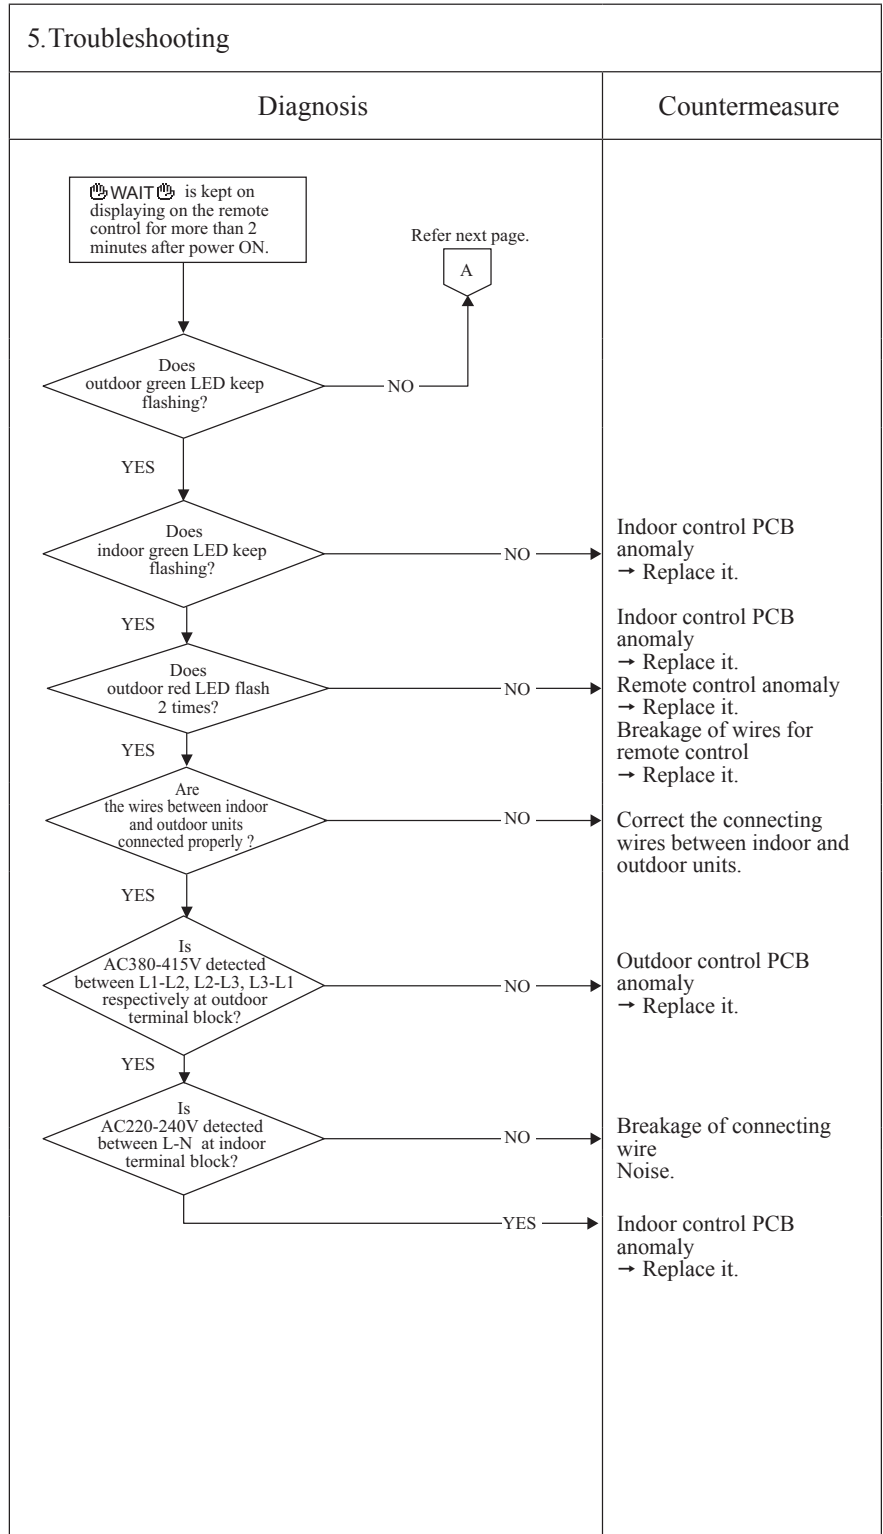 5.Troubleshooting
Diagnosis
Countermeasure
WAIT is kept on
displaying on the remote
control for more than 2
minutes after power ON.
Refer next page.
A
Does
outdoor green LED keep
flashing?
NO
YES
Does
indoor green LED keep
flashing?
NO
Indoor control PCB
anomaly
→ Replace it.
YES
Does
outdoor red LED flash
2 times?
NO
Indoor control PCB
anomaly
→ Replace it.
Remote control anomaly
→ Replace it.
Breakage of wires for
remote control
→ Replace it.
YES
Are
the wires between indoor
and outdoor units
connected properly ?
NO
Correct the connecting
wires between indoor and
outdoor units.
YES
Is
AC380-415V detected
between L1-L2, L2-L3, L3-L1
respectively at outdoor
terminal block?
NO
Outdoor control PCB
anomaly
→ Replace it.
YES
Is
AC220-240V detected
between L-N at indoor
terminal block?
NO
Breakage of connecting
wire
Noise.
YES
Indoor control PCB
anomaly
→ Replace it.